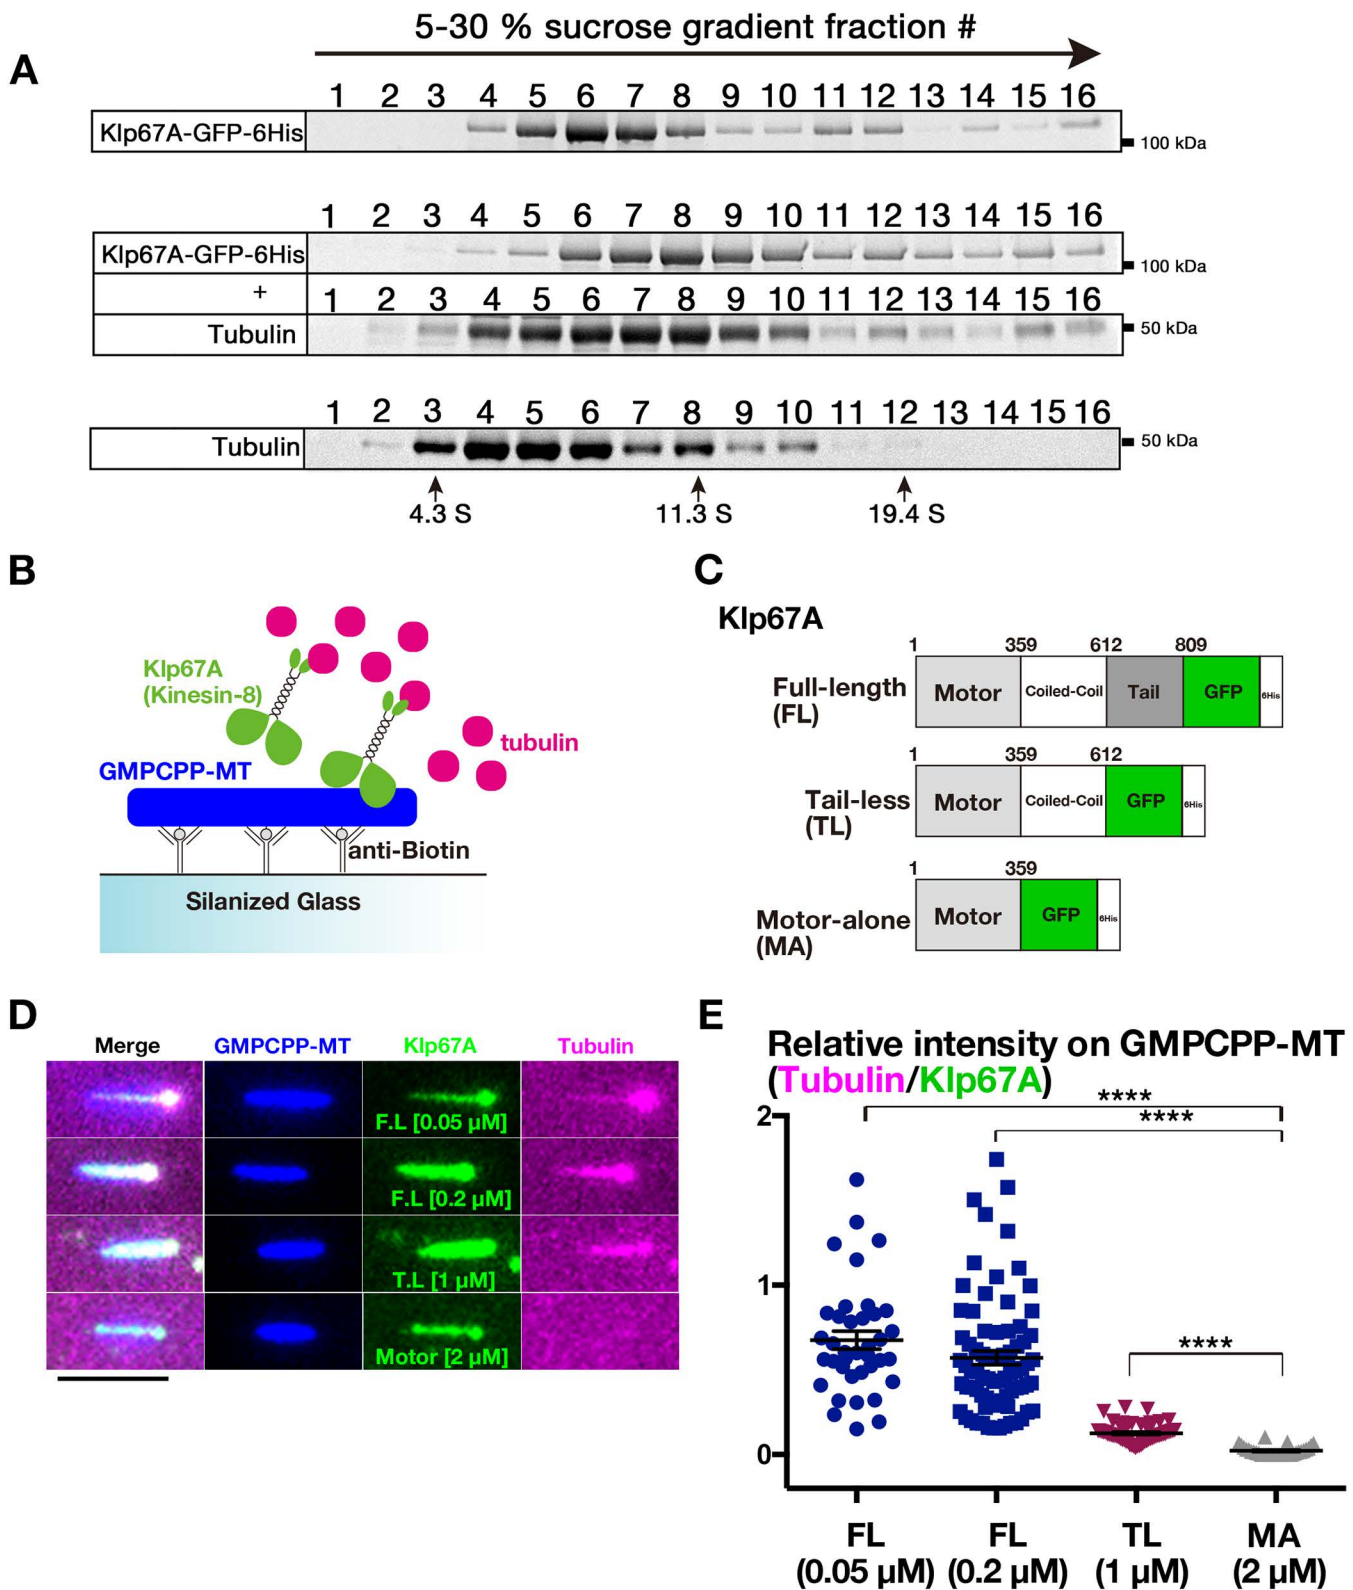 5-30 % sucrose gradient fraction #
A
1 2 3 4 5 6 7 8 9 10 11 12 13 14 15 16
Klp67A-GFP-6His
100 kDa
1 2 3 4 5 6 7 8 9 10 11 12 13 14 15 16
Klp67A-GFP-6His
100 kDa
+
1 2 3 4 5 6 7 8 9 10 11 12 13 14 15 16
Tubulin
50 kDa
1 2 3 4 5 6 7 8 9 10 11 12 13 14 15 16
Tubulin
50 kDa
4.3 S 11.3 S 19.4 S
B
Klp67A
(Kinesin-8)
tubulin
GMPCPP-MT
anti-Biotin
Silanized Glass
C
Klp67A
1 359 612 809
Full-length
(FL)
Motor Coiled-Coil Tail GFP 6His
1 359 612
Tail-less
(TL)
Motor Coiled-Coil GFP 6His
1 359
Motor-alone
(MA)
Motor GFP 6His
D
Merge GMPCPP-MT Klp67A Tubulin
F.L [0.05 µM]
F.L [0.2 µM]
T.L [1 µM]
Motor [2 µM]
E
Relative intensity on GMPCPP-MT
(Tubulin/Klp67A)
****
****
****
2
1
0
FL FL TL MA
(0.05 µM) (0.2 µM) (1 µM) (2 µM)